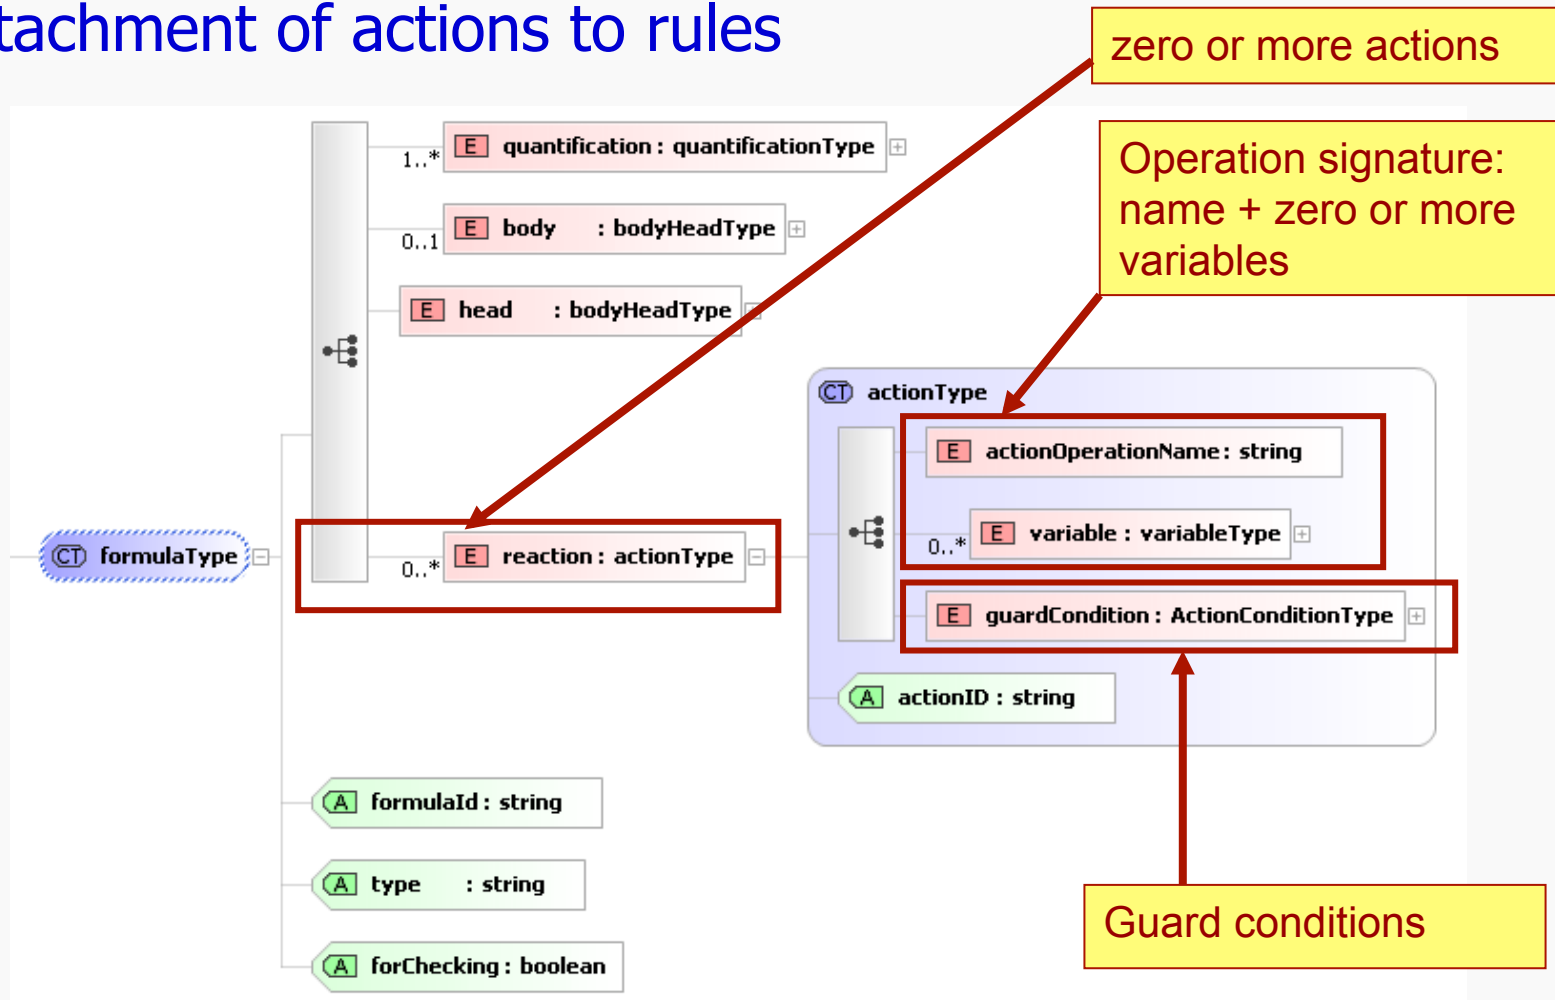 tachment of actions to rules
zero or more actions
Operation signature:
name + zero or more
variables
1..*
E quantification : quantificationType
0..1
E body : bodyHeadType
E head : bodyHeadType
CT actionType
E actionOperationName : string
0..*
E variable : variableType
CT formulaType
0..*
E reaction : actionType
E guardCondition : ActionConditionType
A actionID : string
A formulaId : string
A type : string
A forChecking : boolean
Guard conditions